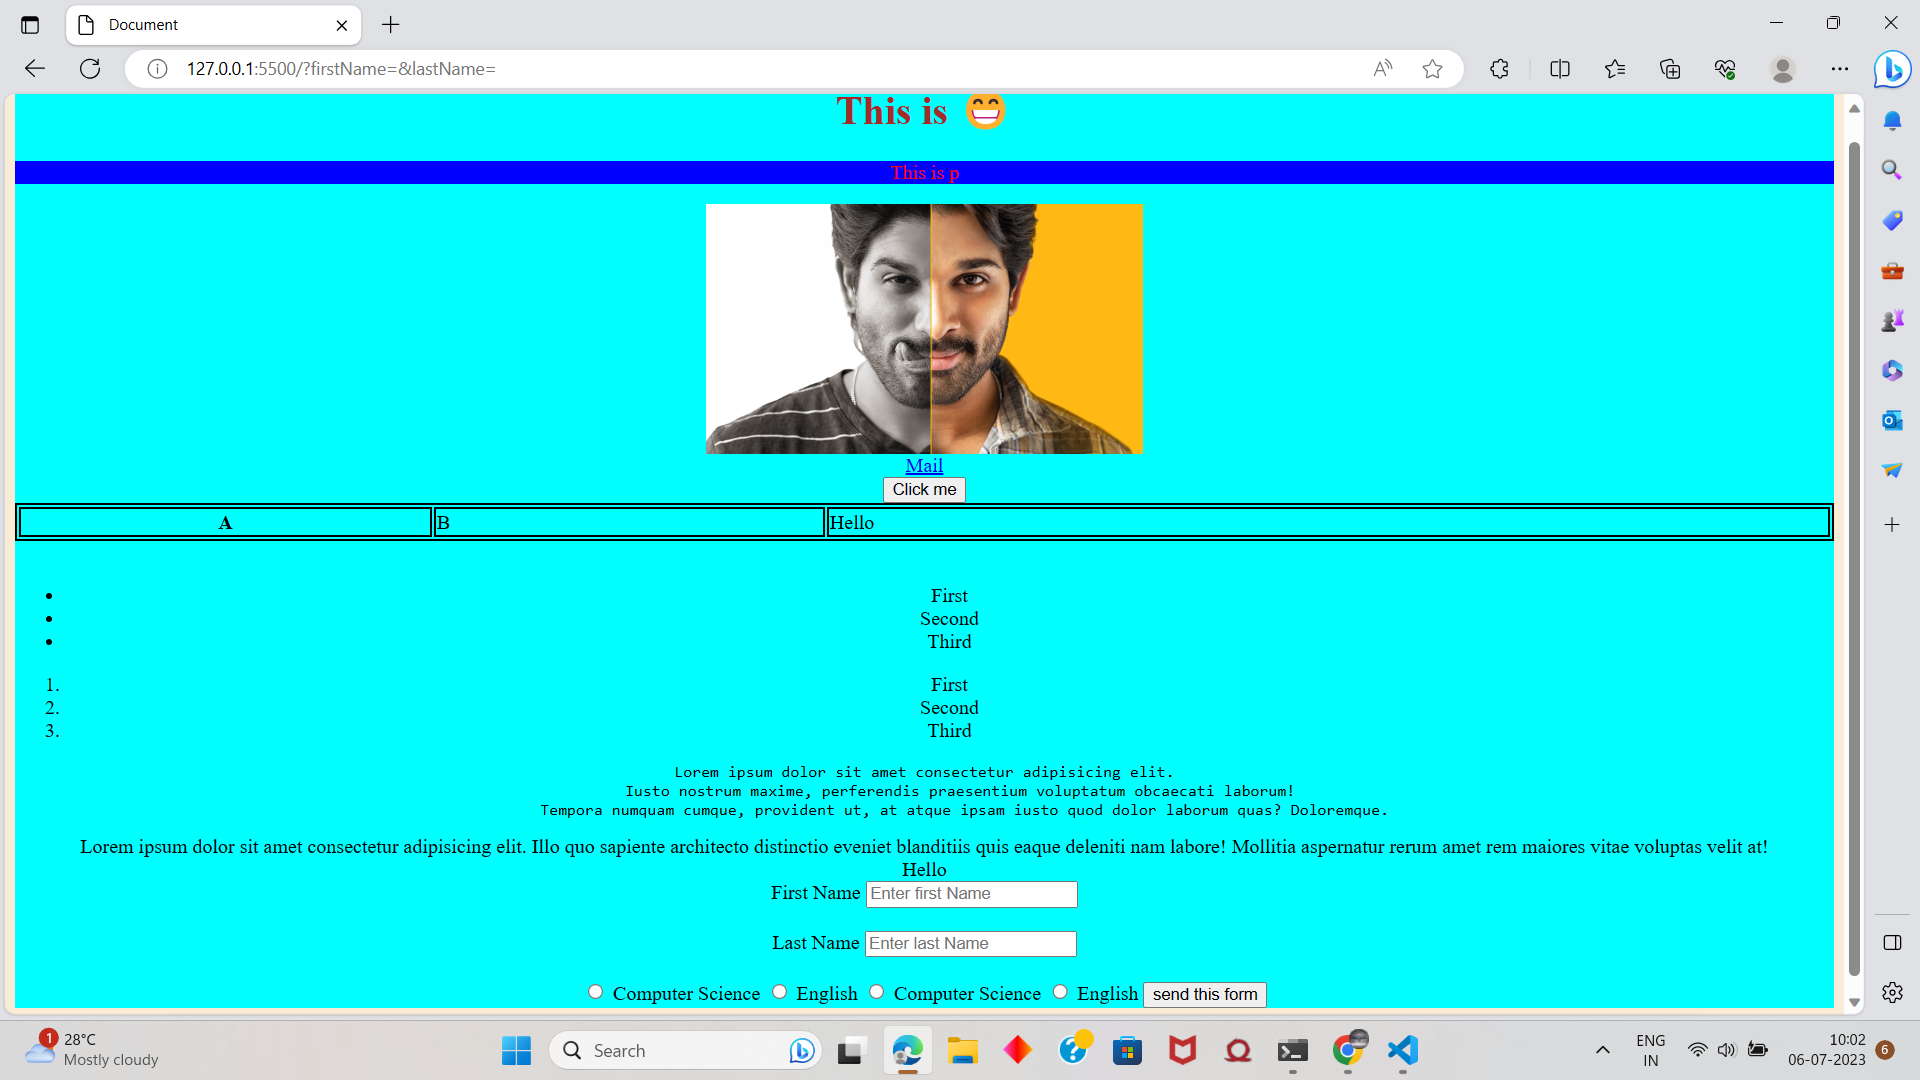 Document
127.0.0.1:5500/?firstName=&lastName=
This is 😁
This is p
Mail
Click me
A B Hello
• First
• Second
• Third
1. First
2. Second
3. Third
Lorem ipsum dolor sit amet consectetur adipisicing elit.
Iusto nostrum maxime, perferendis praesentium voluptatum obcaecati laborum!
Tempora numquam cumque, provident ut, at atque ipsam iusto quod dolor laborum quas? Doloremque.
Lorem ipsum dolor sit amet consectetur adipisicing elit. Illo quo sapiente architecto distinctio eveniet blanditiis quis eaque deleniti nam labore! Mollitia aspernatur rerum amet rem maiores vitae voluptas velit at!
Hello
First Name Enter first Name
Last Name Enter last Name
Computer Science English Computer Science English send this form
1 28°C
Mostly cloudy
Search
ENG
IN
10:02
06-07-2023
6